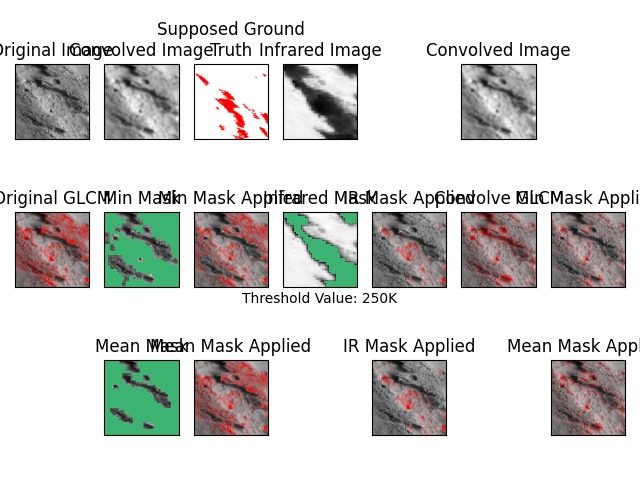 Original Image
Convolved Image
Supposed Ground
Truth
Infrared Image
Convolved Image
Original GLCM
Min Mask
Min Mask Applied
Infrared Mask
IR Mask Applied
Convolve GLCM
Min Mask Appli
Threshold Value: 250K
Mean Mask
Mean Mask Applied
IR Mask Applied
Mean Mask Appl